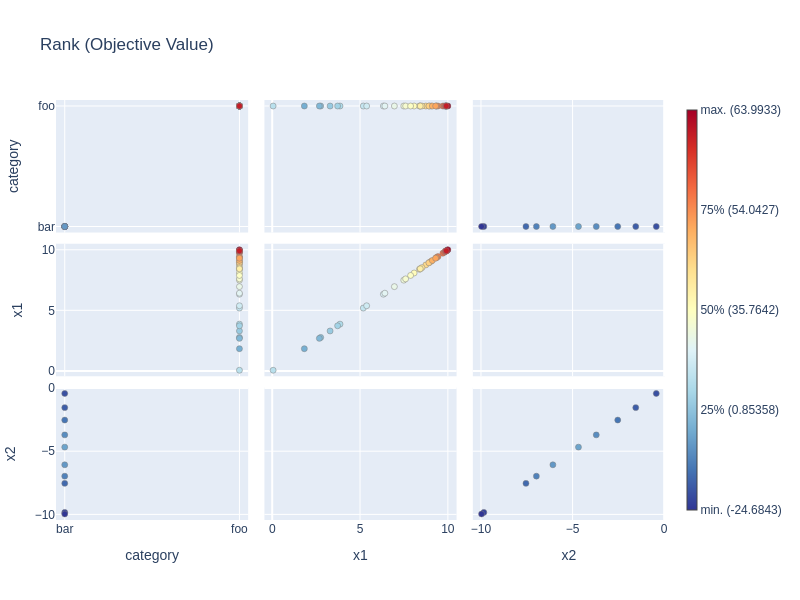 Rank (Objective Value)
foo
category
bar
10
x1
5
0
0
x2
−5
−10
bar
foo
0
5
10
−10
−5
0
category
x1
x2
max. (63.9933)
75% (54.0427)
50% (35.7642)
25% (0.85358)
min. (-24.6843)